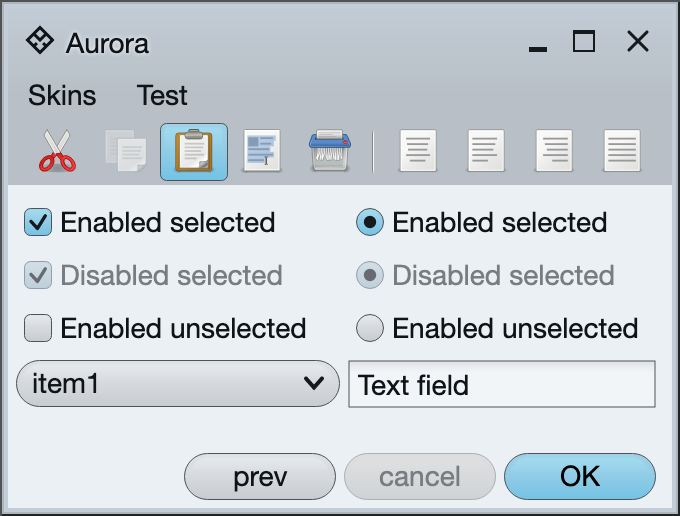 Aurora
Skins Test
Enabled selected Enabled selected
Disabled selected Disabled selected
Enabled unselected Enabled unselected
item1 Text field
prev cancel OK